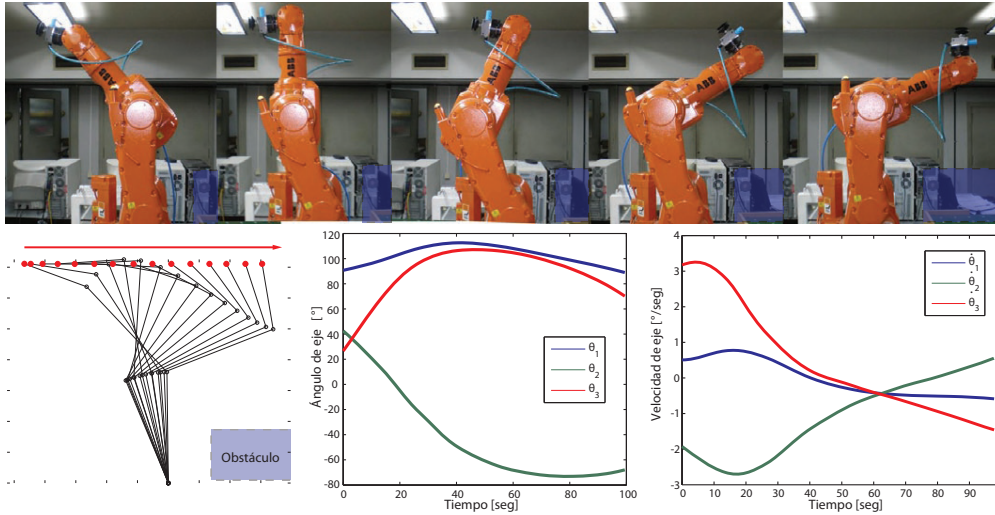 ABB
ABB
ABB
ABB
ABB
Obstáculo
Ángulo de eje [°]
120
100
80
60
40
20
0
-20
-40
-60
-80
0
20
40
60
80
100
Tiempo [seg]
θ1
θ2
θ3
Velocidad de eje [°/seg]
4
3
2
1
0
-1
-2
-3
0
10
20
30
40
50
60
70
80
90
Tiempo [seg]
θ̇1
θ̇2
θ̇3